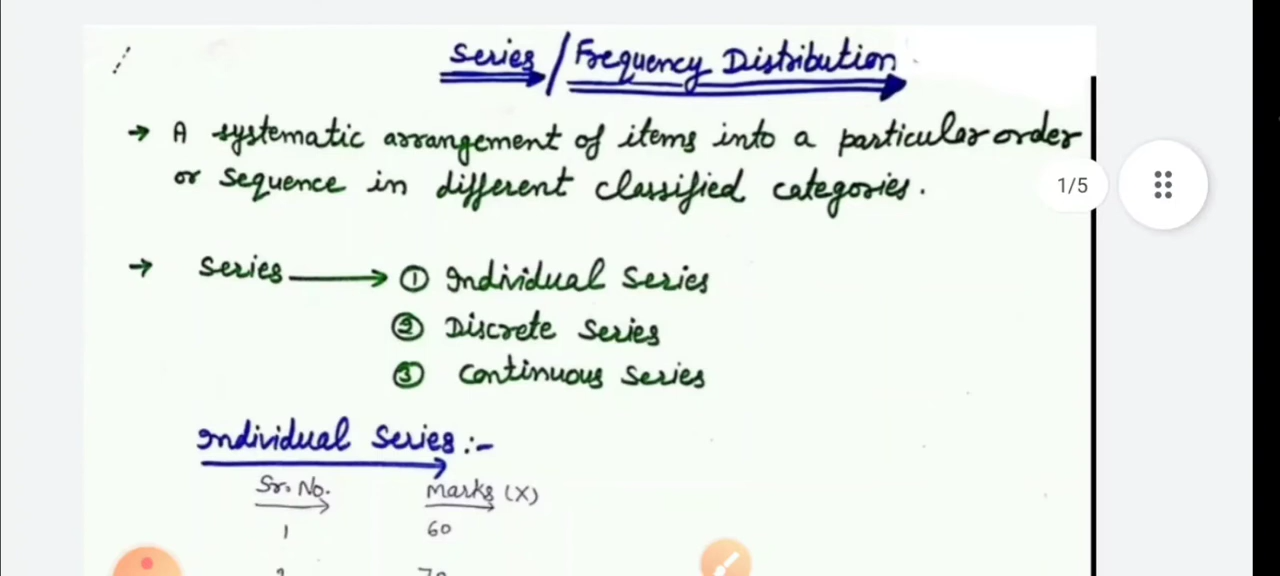 Series / Frequency Distribution
→ A systematic arrangement of items into a particular order
or sequence in different classified categories.
1/5
→ Series → ① Individual Series
② Discrete Series
③ Continuous Series
Individual Series :-
Sr. No. Marks (X)
1 60